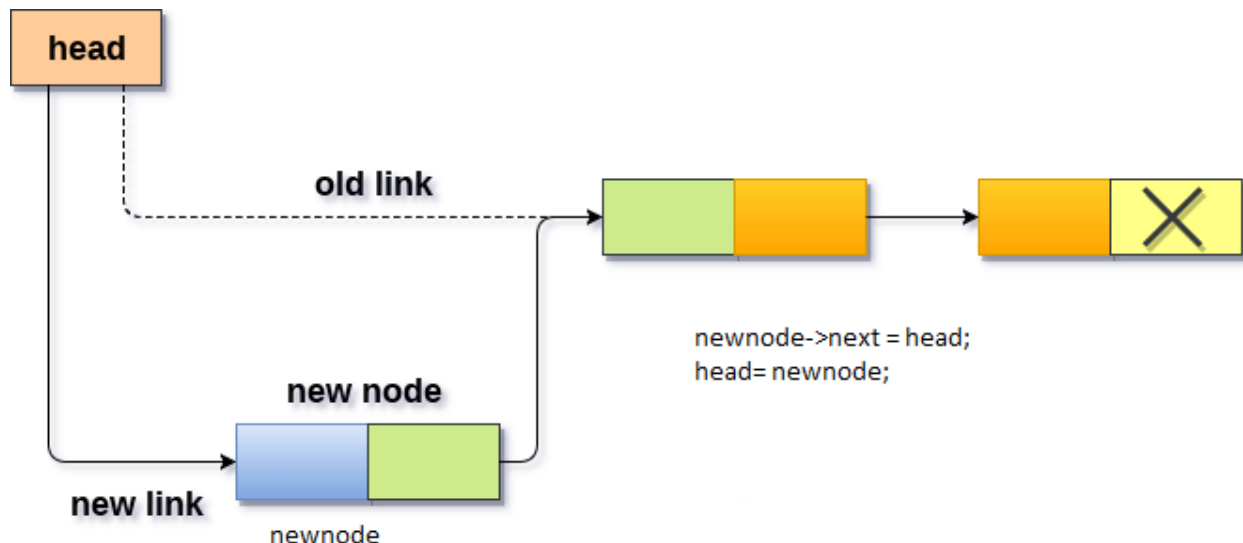 head
old link
newnode->next = head;
head= newnode;
new node
new link
newnode